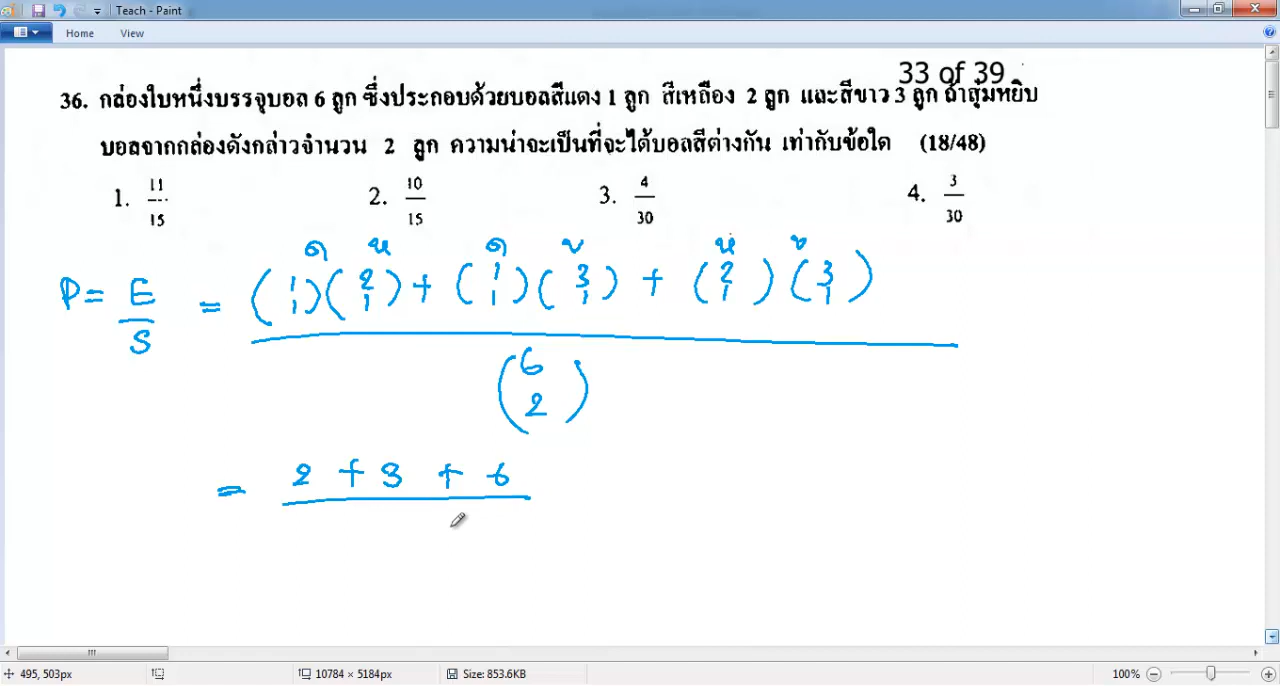 Teach - Paint
Home View
33 of 39
36. กล่องใบหนึ่งบรรจุบอล 6 ลูก ซึ่งประกอบด้วยบอลสีแดง 1 ลูก สีเหลือง 2 ลูก และสีขาว 3 ลูก ถ้าสุ่มหยิบ
บอลจากกล่องดังกล่าวจำนวน 2 ลูก ความน่าจะเป็นที่จะได้บอลสีต่างกัน เท่ากับข้อใด (18/48)
1. 11/15 2. 10/15 3. 4/30 4. 3/30
P = E/S = (1 1)(2 1) + (1 1)(3 1) + (2 1)(3 1)
(6 2)
= 2 + 3 + 6
495, 503px 10784 × 5184px Size: 853.6KB 100%